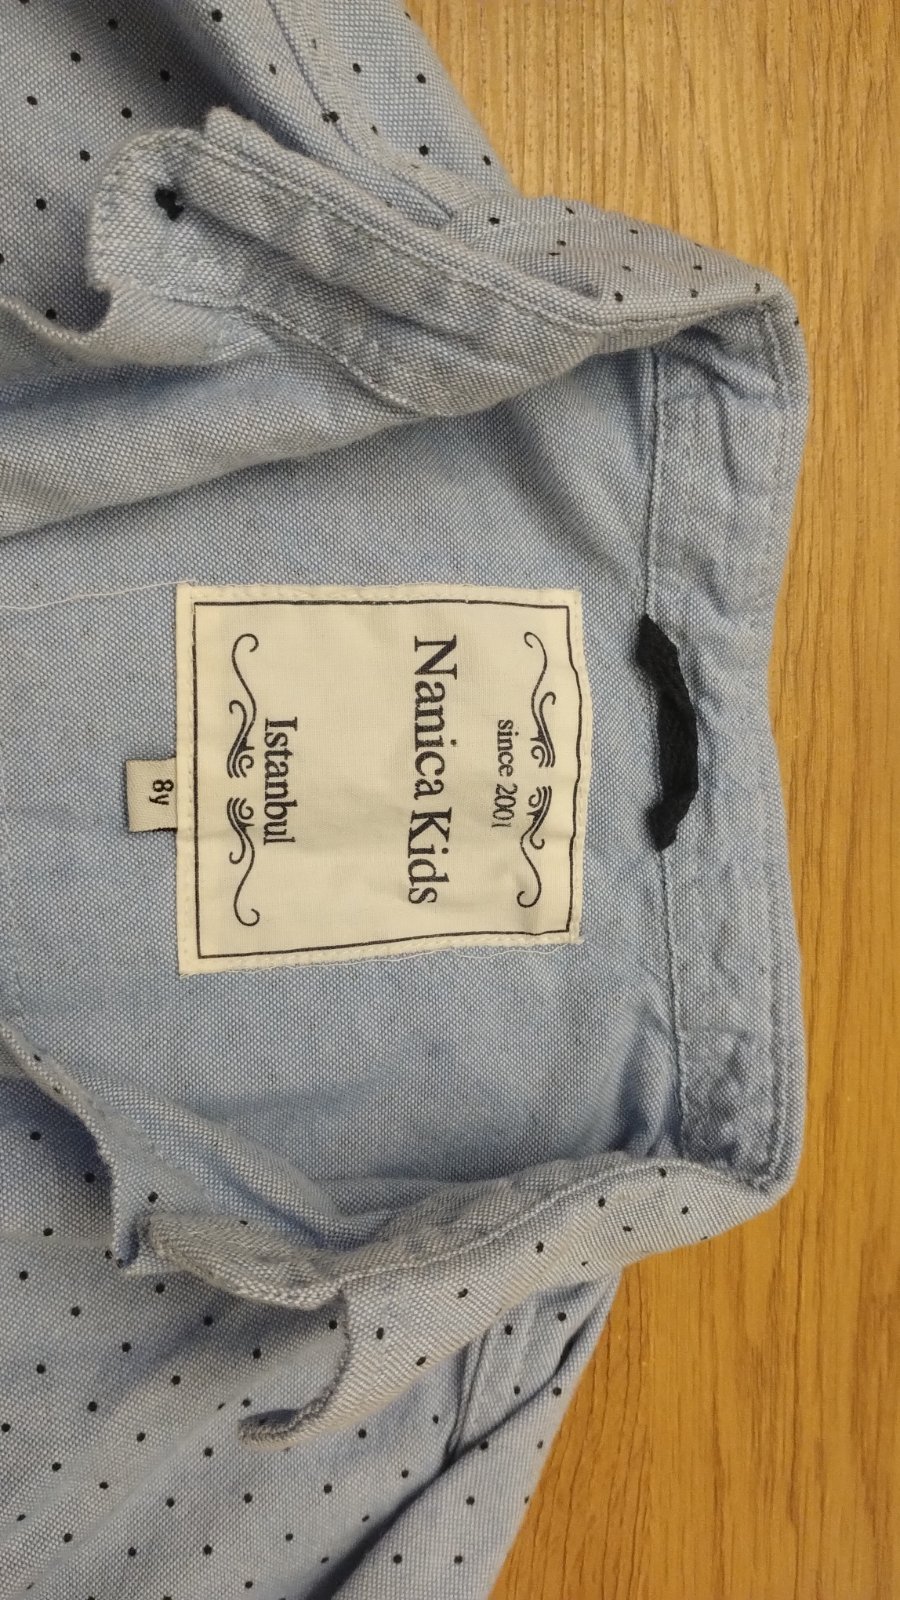 since 2001
Nanica Kids
Istanbul
8y